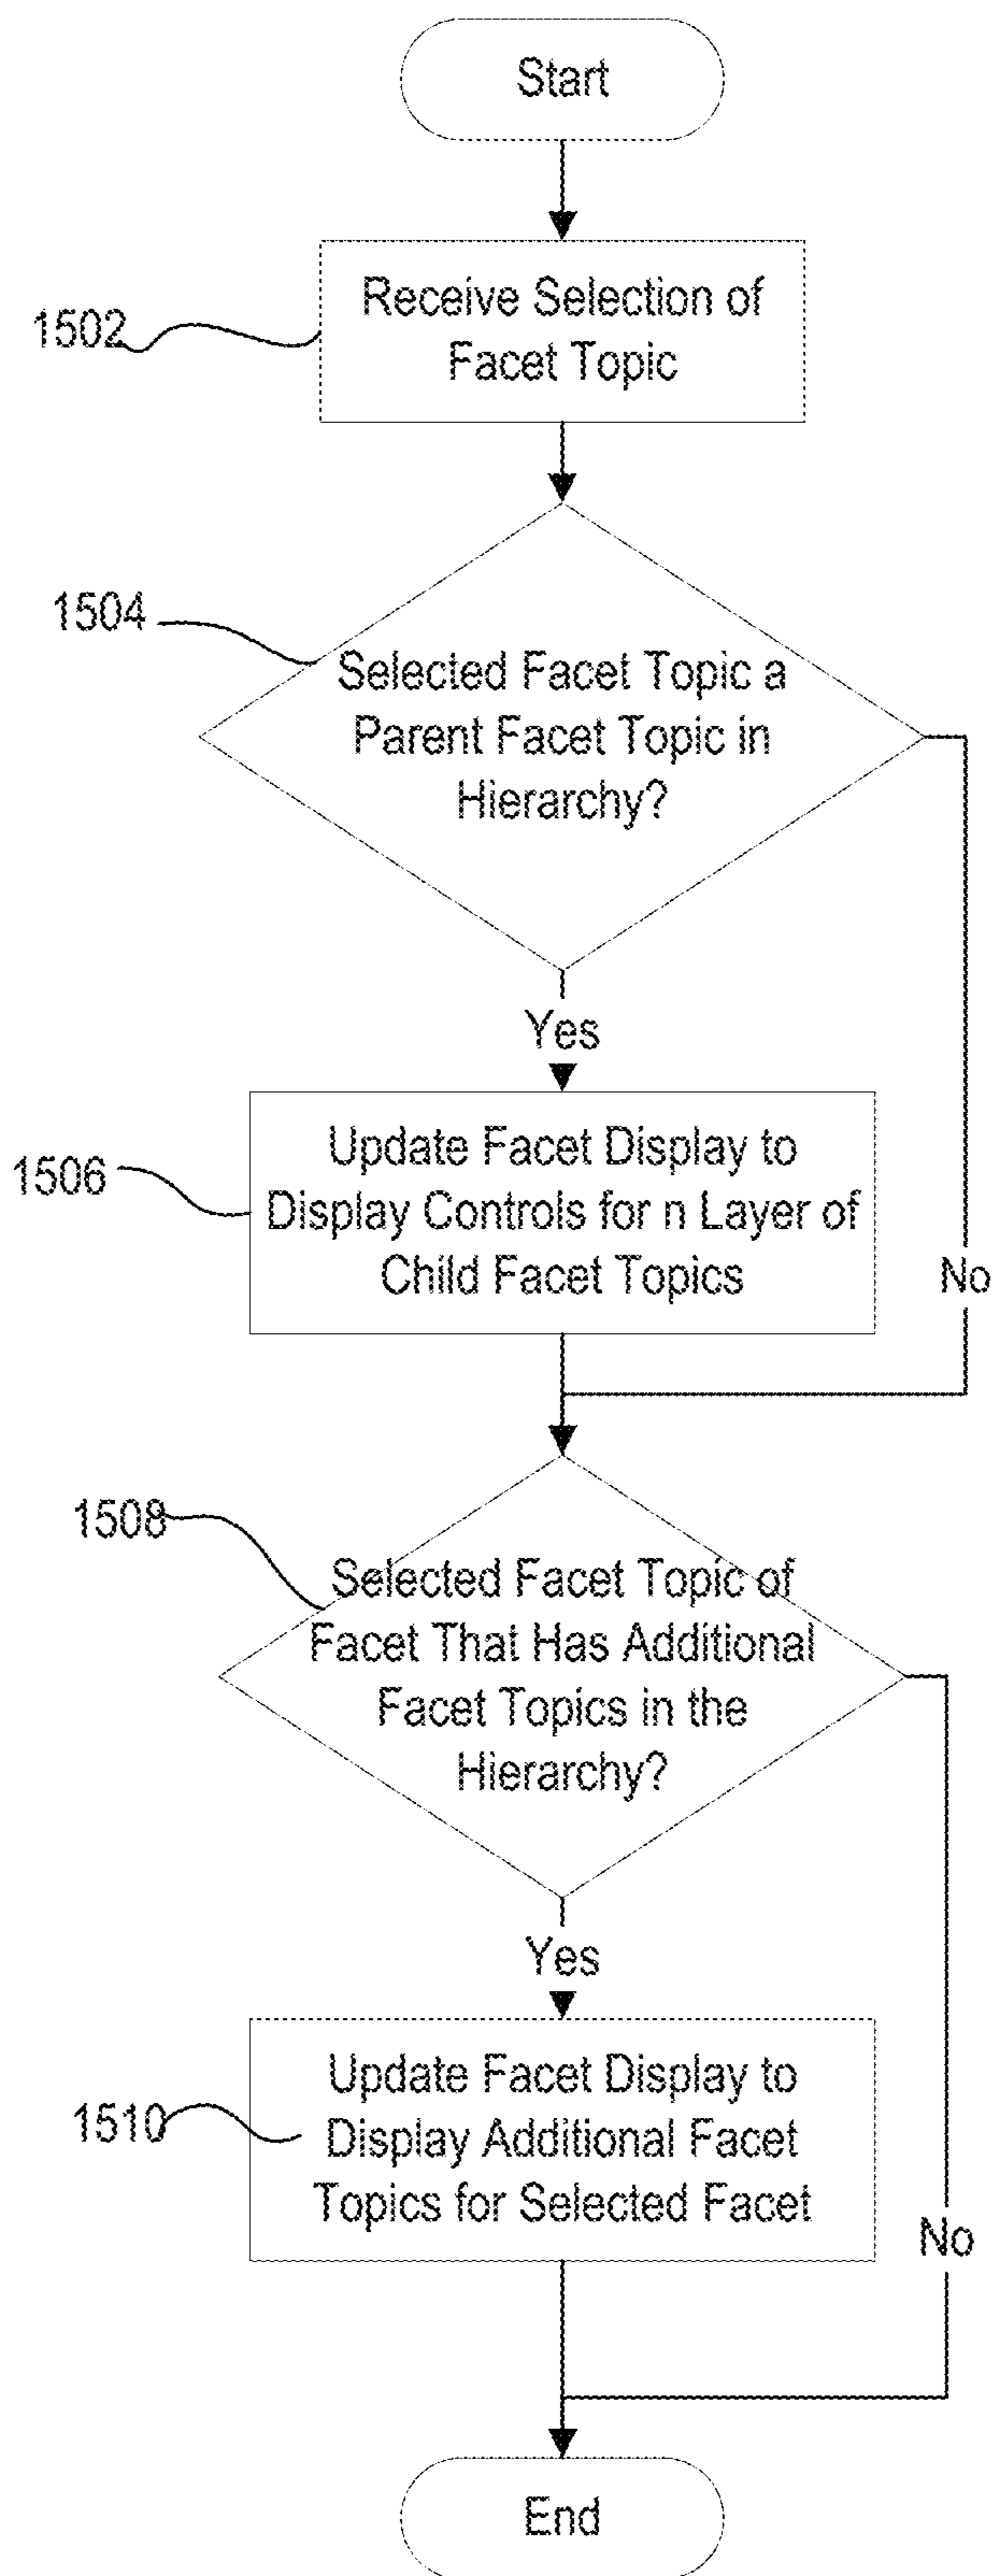 Start
1502
Receive Selection of
Facet Topic
1504
Selected Facet Topic a
Parent Facet Topic in
Hierarchy?
Yes
1506
Update Facet Display to
Display Controls for n Layer of
Child Facet Topics
No
1508
Selected Facet Topic of
Facet That Has Additional
Facet Topics in the
Hierarchy?
Yes
1510
Update Facet Display to
Display Additional Facet
Topics for Selected Facet
No
End